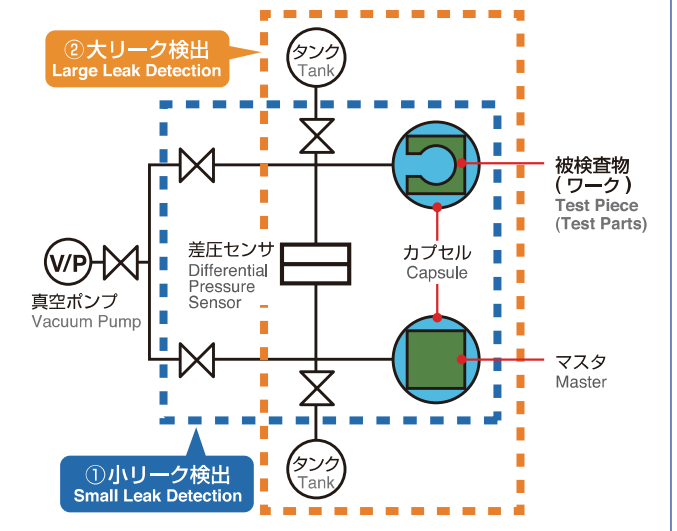 ②大リーク検出
Large Leak Detection
タンク
Tank
被検査物
(ワーク)
Test Piece
(Test Parts)
差圧センサ
Differential
Pressure
Sensor
カプセル
Capsule
V/P
真空ポンプ
Vacuum Pump
マスタ
Master
①小リーク検出
Small Leak Detection
タンク
Tank